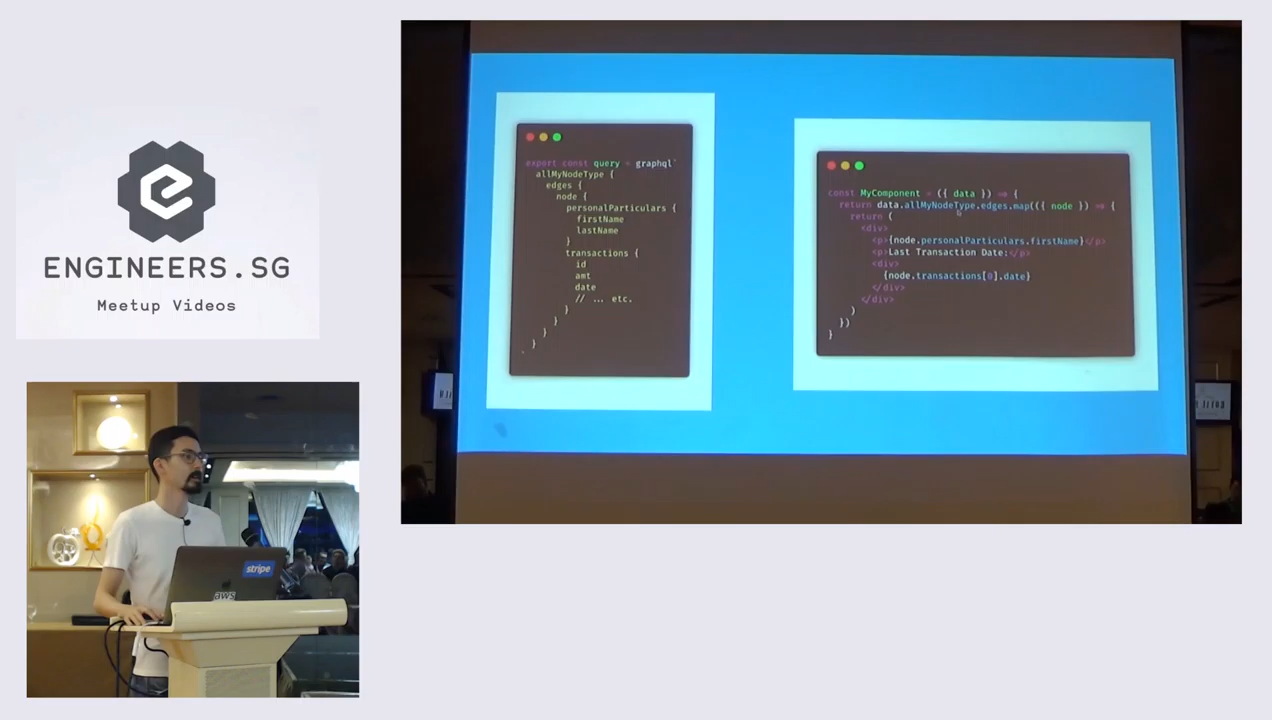 ENGINEERS.SG
Meetup Videos
stripe
aws
export const query = graphql`
allMyNodeType {
edges {
node {
personalParticulars {
firstName
lastName
}
transactions {
id
amt
date
// ... etc.
}
}
}
}
`
const MyComponent = ({ data }) => {
return data.allMyNodeType.edges.map(({ node }) => {
return (
<div>
<p>{node.personalParticulars.firstName}</p>
<p>Last Transaction Date:</p>
<div>
{node.transactions[0].date}
</div>
</div>
)
})
}